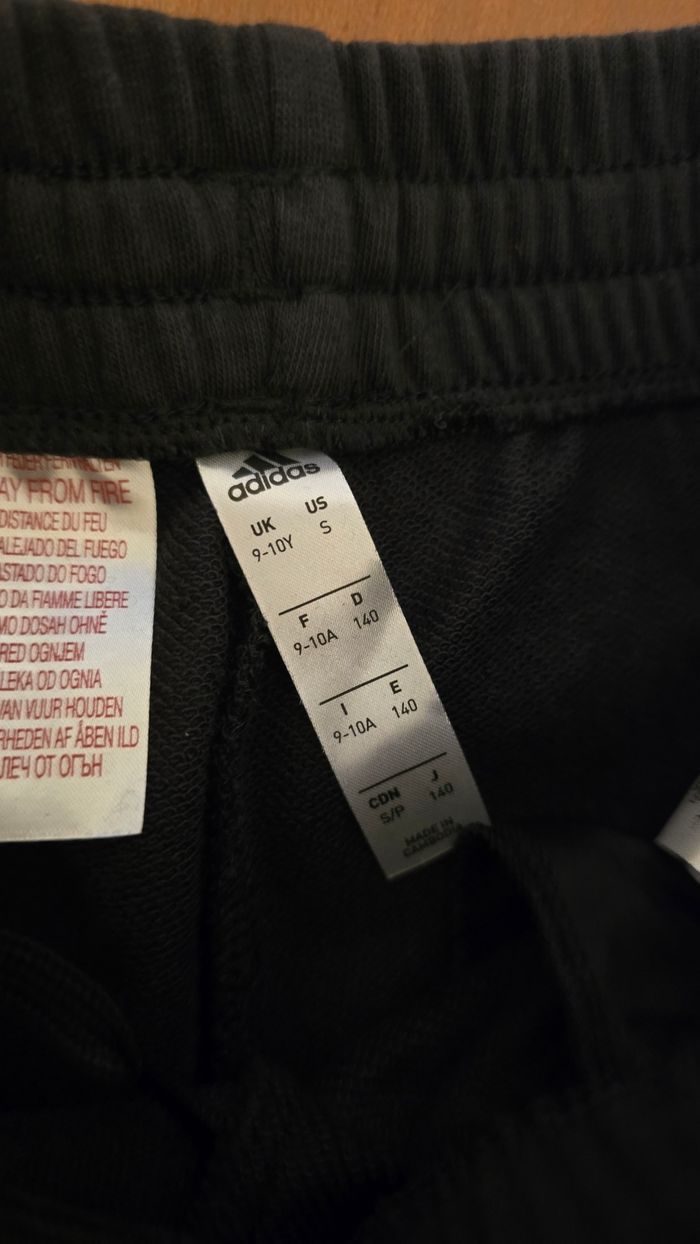 AY FROM FIRE
DISTANCE DU FEU
ALEJADO DEL FUEGO
ASTADO DO FOGO
O DA FIAMME LIBERE
MO DOSAH OHNĚ
RED OGNJEM
LEKA OD OGNIA
VAN VUUR HOUDEN
RHEDEN AF ÅBEN ILD
ЛЕЧ ОТ ОГЪН
adidas
UK US
9-10Y S
F D
9-10A 140
I E
9-10A 140
CDN J
S/P 140
MADE IN
CAMBODIA